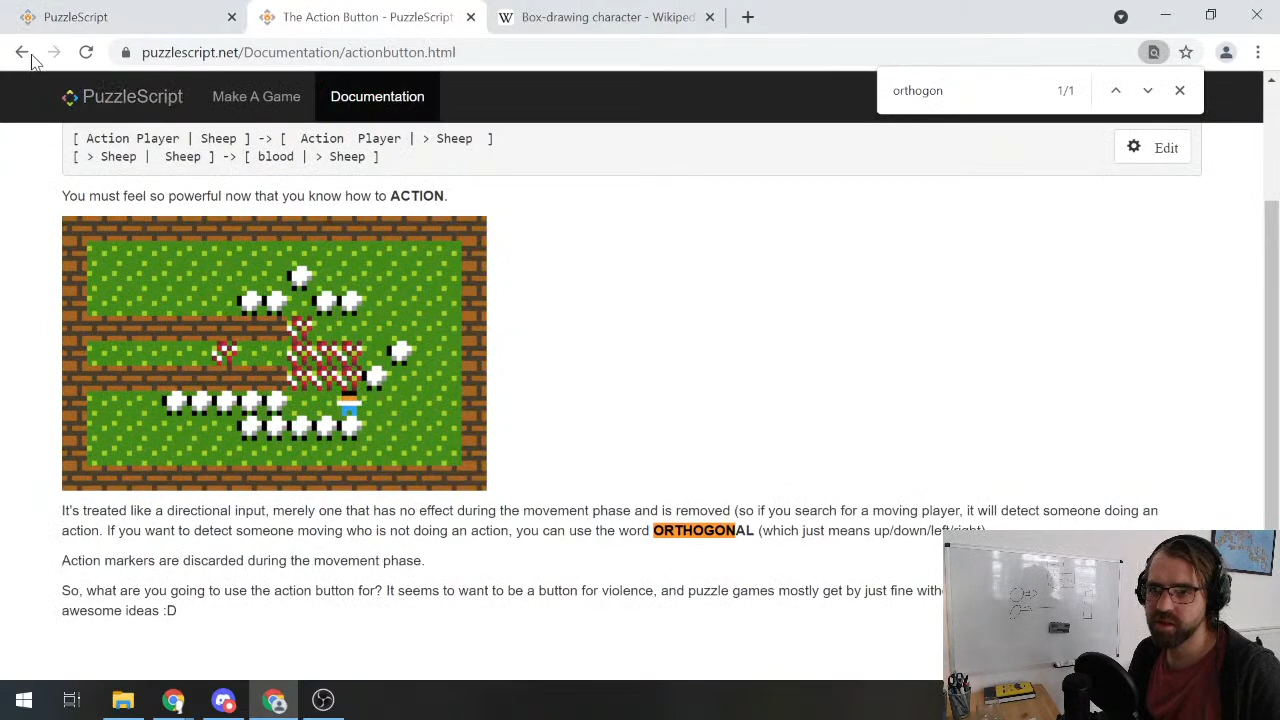 PuzzleScript
The Action Button - PuzzleScript
Box-drawing character - Wikiped
puzzlescript.net/Documentation/actionbutton.html
orthogon
1/1
PuzzleScript
Make A Game
Documentation
[ Action Player | Sheep ] -> [ Action Player | > Sheep ]
[ > Sheep | Sheep ] -> [ blood | > Sheep ]
Edit
You must feel so powerful now that you know how to ACTION.
It's treated like a directional input, merely one that has no effect during the movement phase and is removed (so if you search for a moving player, it will detect someone doing an
action. If you want to detect someone moving who is not doing an action, you can use the word ORTHOGONAL (which just means up/down/left/right)
Action markers are discarded during the movement phase.
So, what are you going to use the action button for? It seems to want to be a button for violence, and puzzle games mostly get by just fine
awesome ideas :D